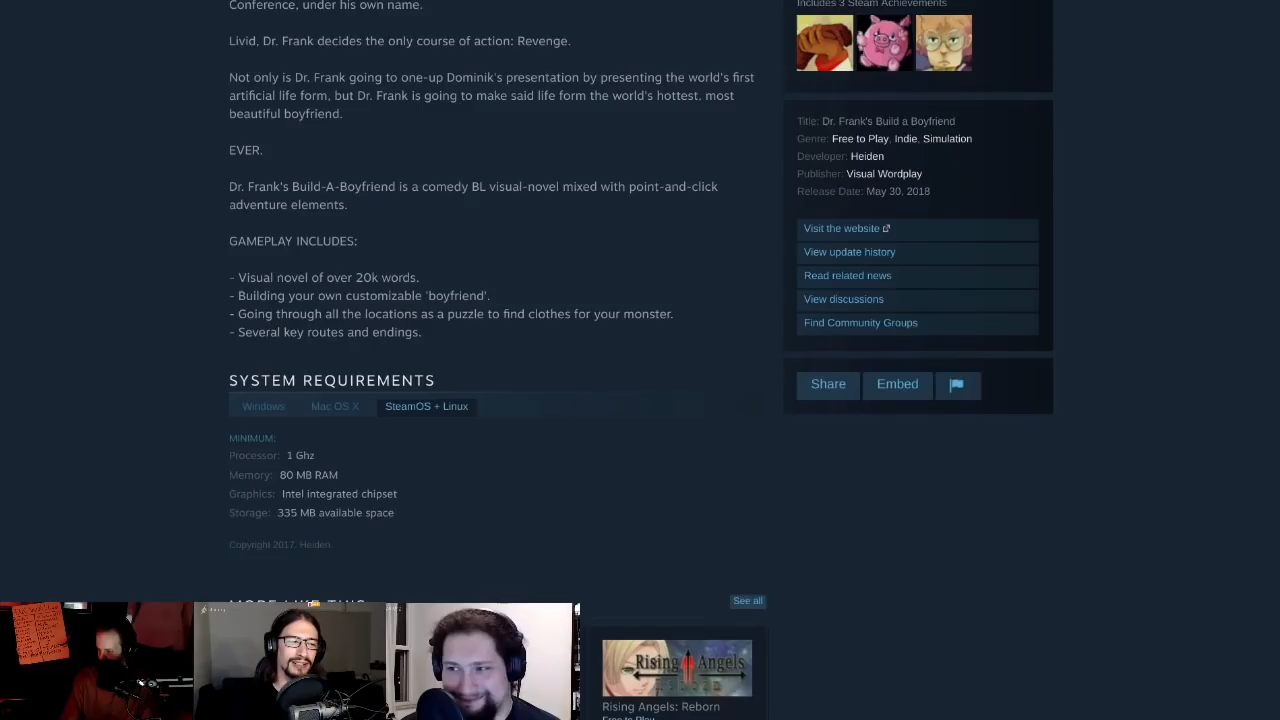 Conference, under his own name.
Livid, Dr. Frank decides the only course of action: Revenge.
Not only is Dr. Frank going to one-up Dominik's presentation by presenting the world's first
artificial life form, but Dr. Frank is going to make said life form the world's hottest, most
beautiful boyfriend.
EVER.
Dr. Frank's Build-A-Boyfriend is a comedy BL visual-novel mixed with point-and-click
adventure elements.
GAMEPLAY INCLUDES:
- Visual novel of over 20k words.
- Building your own customizable 'boyfriend'.
- Going through all the locations as a puzzle to find clothes for your monster.
- Several key routes and endings.
SYSTEM REQUIREMENTS
Windows Mac OS X SteamOS + Linux
MINIMUM:
Processor: 1 Ghz
Memory: 80 MB RAM
Graphics: Intel integrated chipset
Storage: 335 MB available space
Copyright 2017. Heiden.
MORE LIKE THIS
See all
Rising Angels
Rising Angels: Reborn
Free to Play
Includes 3 Steam Achievements
Title: Dr. Frank's Build a Boyfriend
Genre: Free to Play, Indie, Simulation
Developer: Heiden
Publisher: Visual Wordplay
Release Date: May 30, 2018
Visit the website
View update history
Read related news
View discussions
Find Community Groups
Share Embed